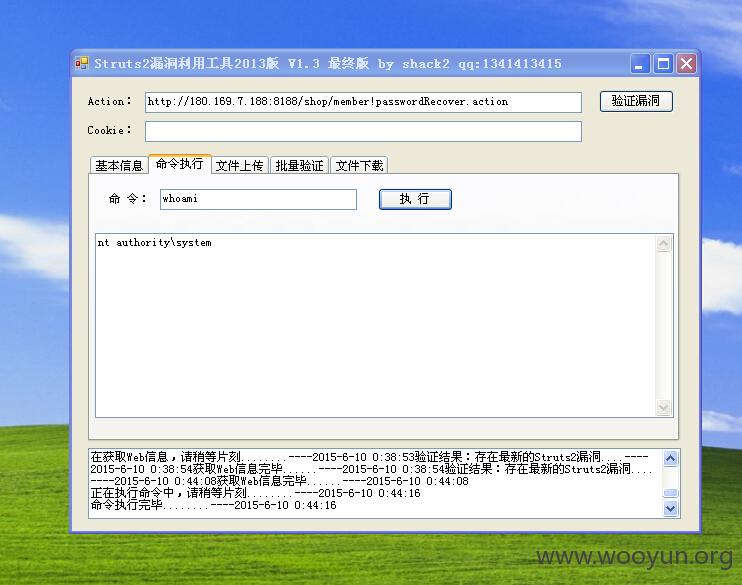 Struts2漏洞利用工具2013版 V1.3 最终版 by shack2 qq:1341413415
Action： http://180.169.7.188:8188/shop/member!passwordRecover.action 验证漏洞
Cookie：
基本信息 命令执行 文件上传 批量验证 文件下载
命 令： whoami 执 行
nt authority\system
在获取Web信息，请稍等片刻........----2015-6-10 0:38:53验证结果：存在最新的Struts2漏洞....----
2015-6-10 0:38:54获取Web信息完毕......----2015-6-10 0:38:54验证结果：存在最新的Struts2漏洞....
----2015-6-10 0:44:08获取Web信息完毕......----2015-6-10 0:44:08
正在执行命令中，请稍等片刻........----2015-6-10 0:44:16
命令执行完毕........----2015-6-10 0:44:16
www.wooyun.org